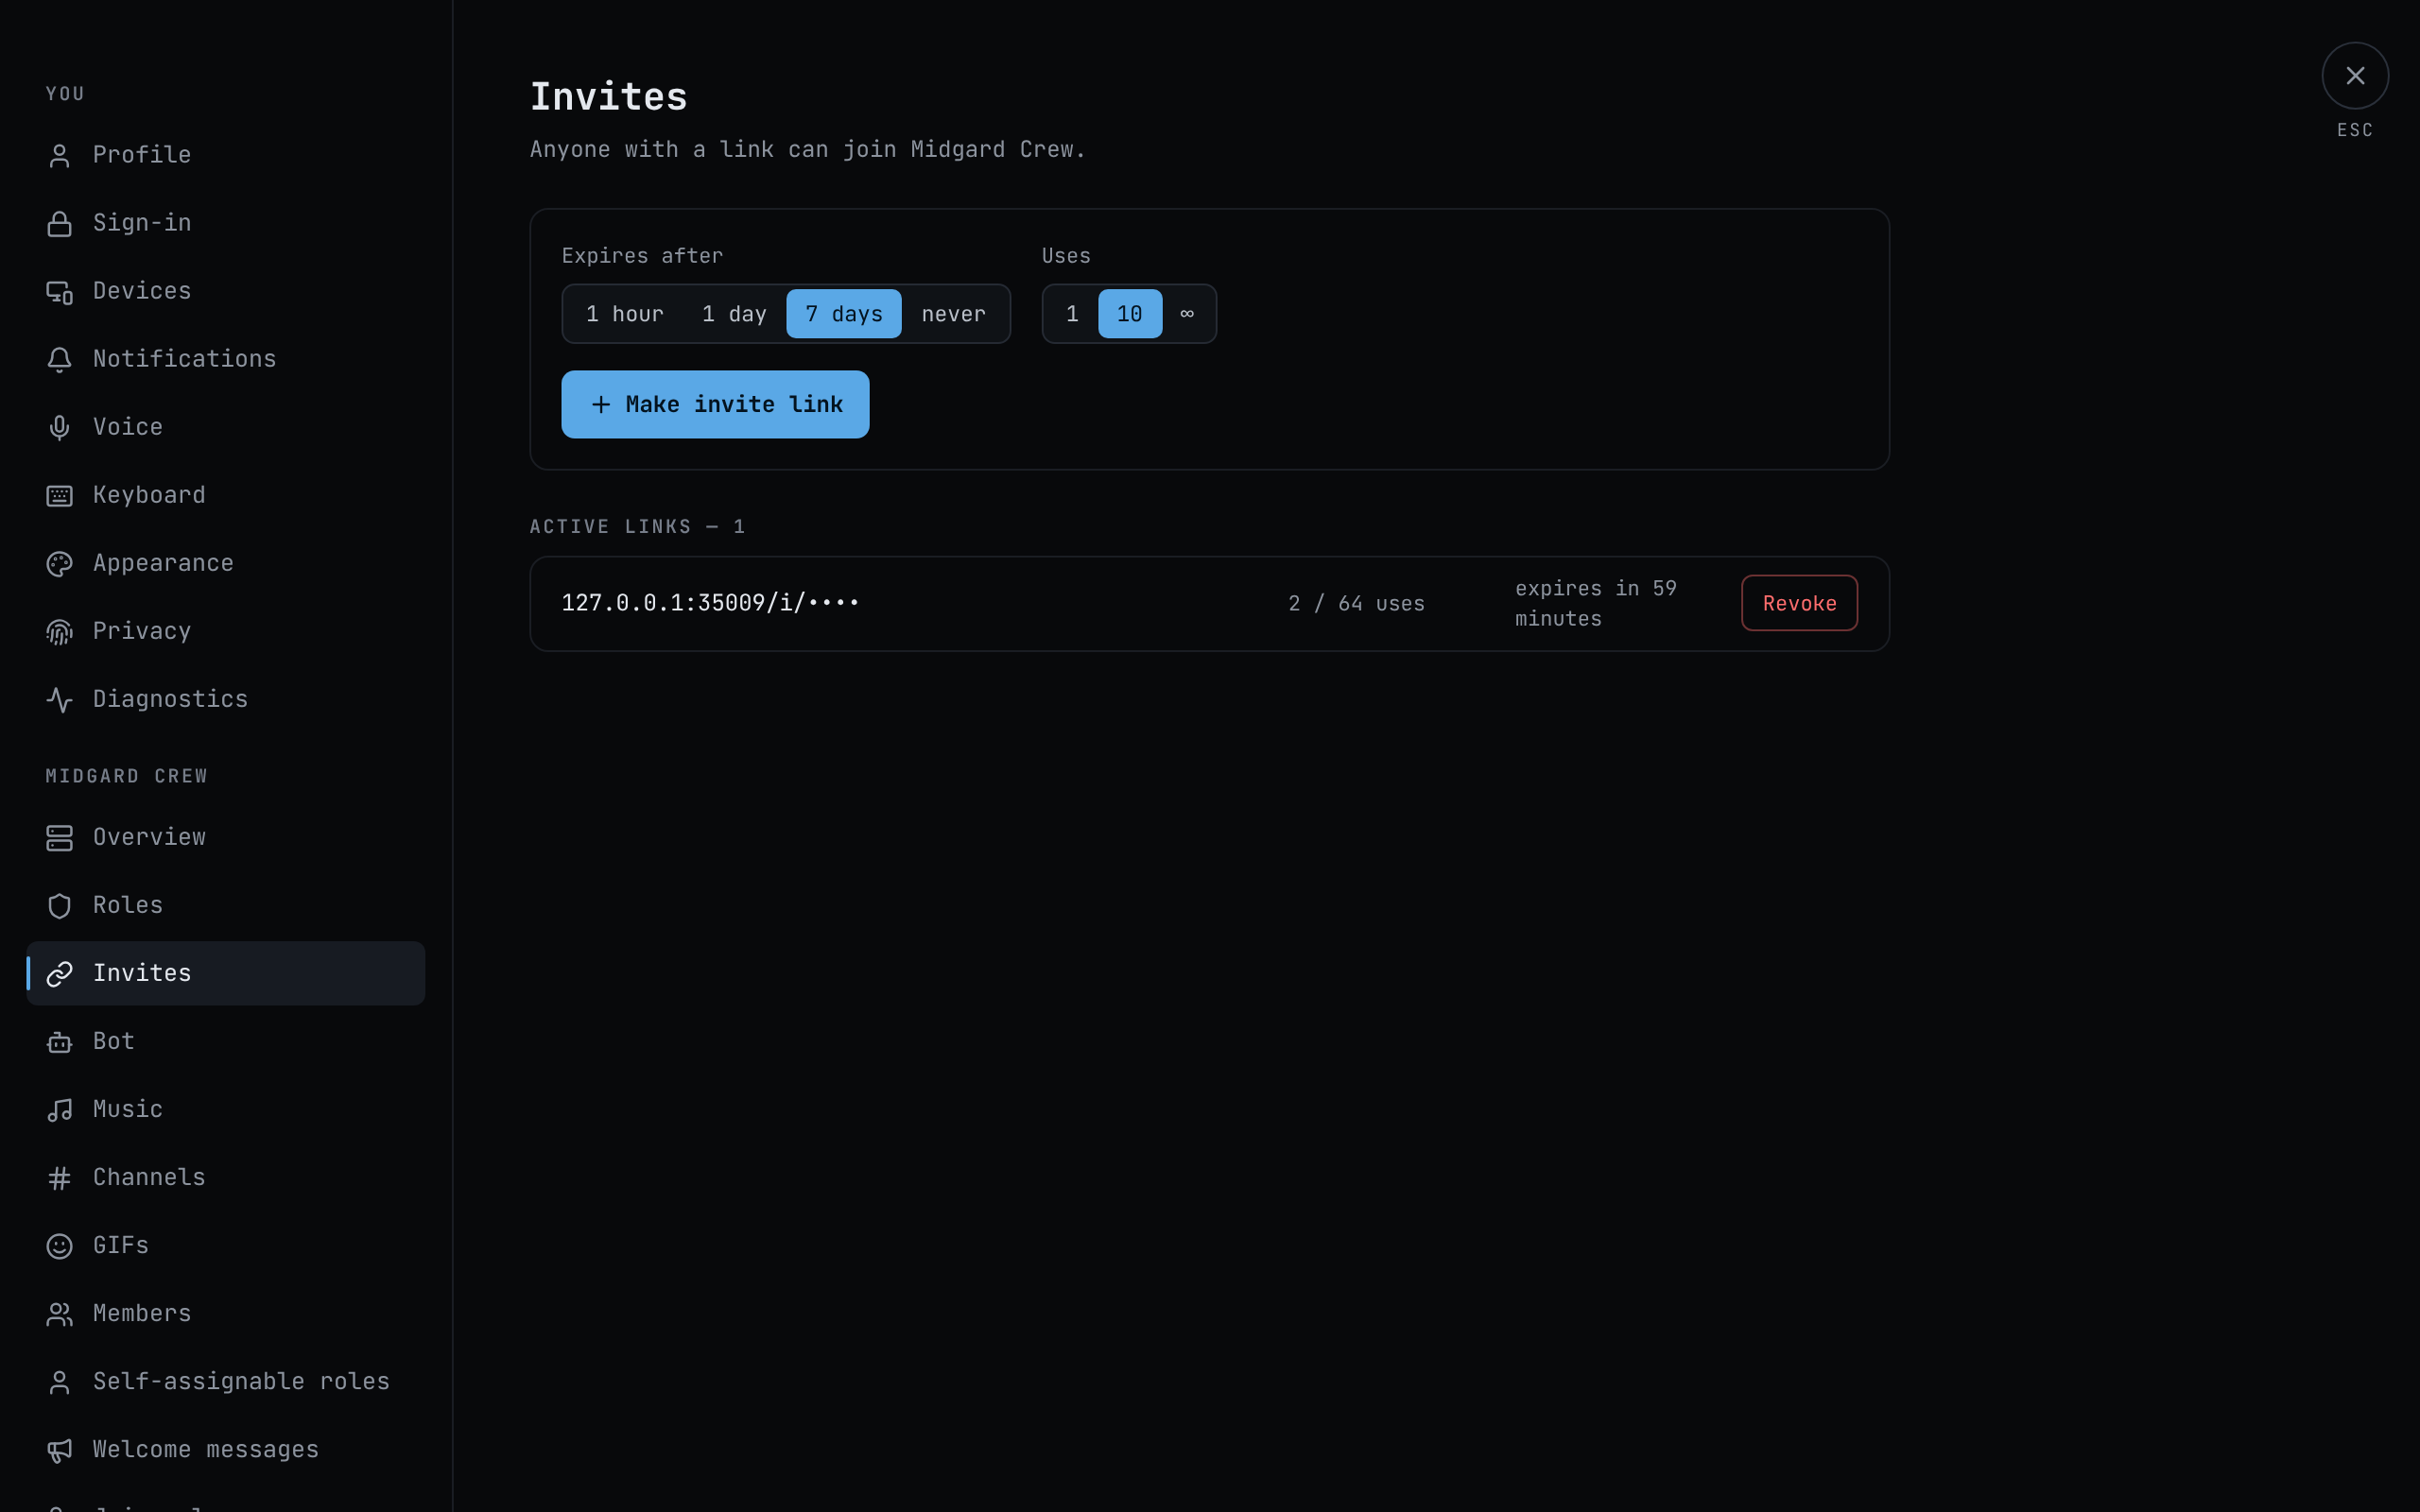 YOU
Profile
Sign-in
Devices
Notifications
Voice
Keyboard
Appearance
Privacy
Diagnostics
MIDGARD CREW
Overview
Roles
Invites
Bot
Music
Channels
GIFs
Members
Self-assignable roles
Welcome messages
Invites
Anyone with a link can join Midgard Crew.
Expires after
1 hour 1 day 7 days never
Uses
1 10 ∞
+ Make invite link
ACTIVE LINKS — 1
127.0.0.1:35009/i/••••
2 / 64 uses
expires in 59
minutes
Revoke
ESC